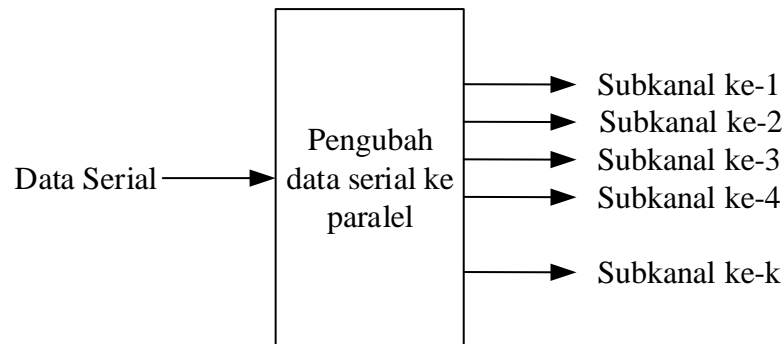 Data Serial
Pengubah
data serial ke
paralel
Subkanal ke-1
Subkanal ke-2
Subkanal ke-3
Subkanal ke-4
Subkanal ke-k